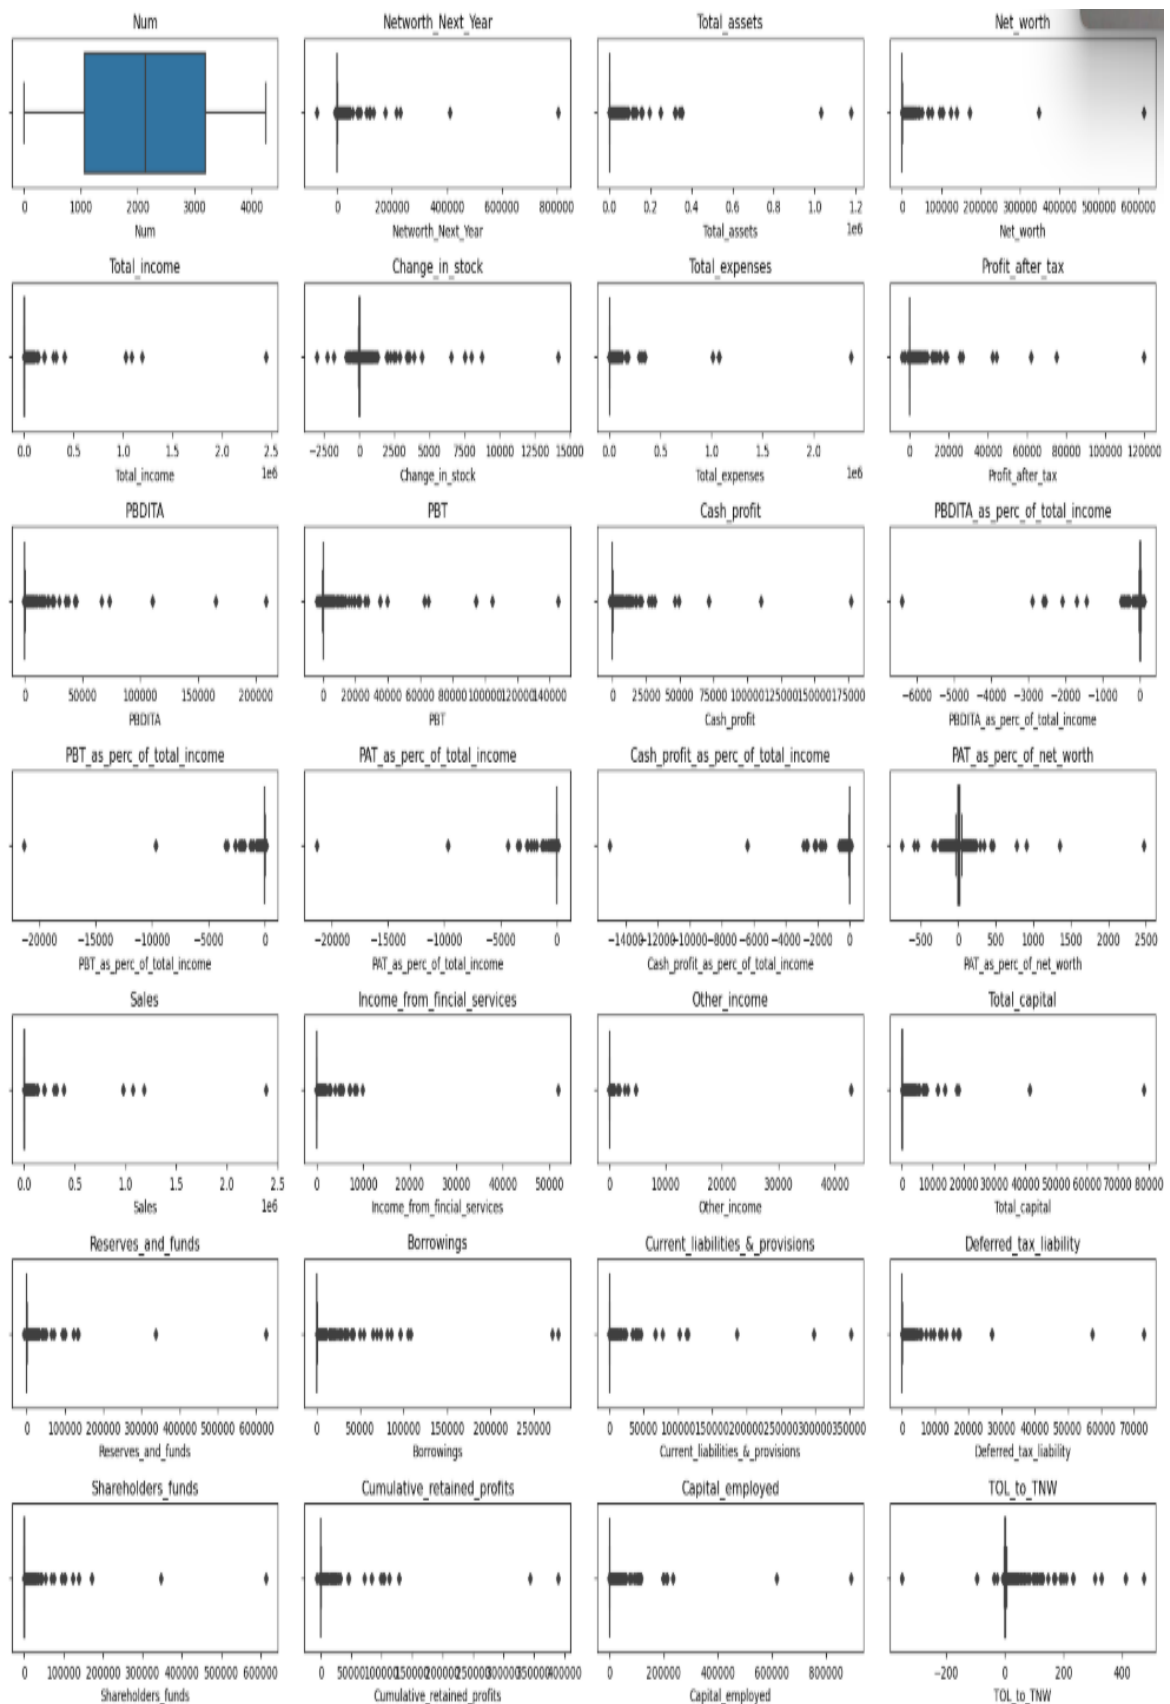 Num Networth_Next_Year Total_assets Net_worth
0 1000 2000 3000 4000 0 200000 400000 600000 800000 0.0 0.2 0.4 0.6 0.8 1.0 1.2 0 100000 200000 300000 400000 500000 600000
1e6
Num Networth_Next_Year Total_assets Net_worth
Total_income Change_in_stock Total_expenses Profit_after_tax
0.0 0.5 1.0 1.5 2.0 2.5 −2500 0 2500 5000 7500 10000 12500 15000 0.0 0.5 1.0 1.5 2.0 0 20000 40000 60000 80000 100000 120000
1e6 1e6
Total_income Change_in_stock Total_expenses Profit_after_tax
PBDITA PBT Cash_profit PBDITA_as_perc_of_total_income
0 50000 100000 150000 200000 0 20000 40000 60000 80000 100000 120000 140000 0 25000 50000 75000 100000 125000 150000 175000 −6000 −5000 −4000 −3000 −2000 −1000 0
PBDITA PBT Cash_profit PBDITA_as_perc_of_total_income
PBT_as_perc_of_total_income PAT_as_perc_of_total_income Cash_profit_as_perc_of_total_income PAT_as_perc_of_net_worth
−20000 −15000 −10000 −5000 0 −20000 −15000 −10000 −5000 0 −14000 −12000 −10000 −8000 −6000 −4000 −2000 0 −500 0 500 1000 1500 2000 2500
PBT_as_perc_of_total_income PAT_as_perc_of_total_income Cash_profit_as_perc_of_total_income PAT_as_perc_of_net_worth
Sales Income_from_fincial_services Other_income Total_capital
0.0 0.5 1.0 1.5 2.0 2.5 0 10000 20000 30000 40000 50000 0 10000 20000 30000 40000 0 10000 20000 30000 40000 50000 60000 70000 80000
1e6
Sales Income_from_fincial_services Other_income Total_capital
Reserves_and_funds Borrowings Current_liabilities_&_provisions Deferred_tax_liability
0 100000 200000 300000 400000 500000 600000 0 50000 100000 150000 200000 250000 0 50000 100000 150000 200000 250000 300000 350000 0 10000 20000 30000 40000 50000 60000 70000
Reserves_and_funds Borrowings Current_liabilities_&_provisions Deferred_tax_liability
Shareholders_funds Cumulative_retained_profits Capital_employed TOL_to_TNW
0 100000 200000 300000 400000 500000 600000 0 50000 100000 150000 200000 250000 300000 350000 400000 0 200000 400000 600000 800000 −200 0 200 400
Shareholders_funds Cumulative_retained_profits Capital_employed TOL_to_TNW